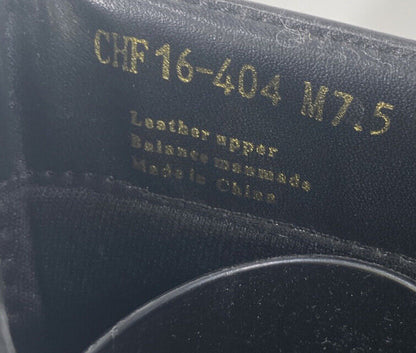 CHF 16-404 M7.5
Leather upper
Balance manmade
Made in China